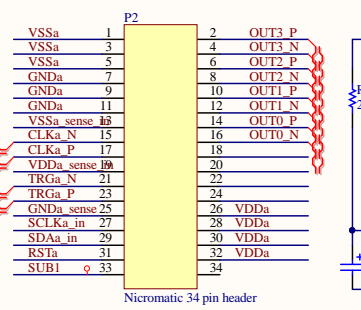 P2
VSSa 1 2 OUT3_P
VSSa 3 4 OUT3_N
VSSa 5 6 OUT2_P
GNDa 7 8 OUT2_N
GNDa 9 10 OUT1_P
GNDa 11 12 OUT1_N
VSSa_sense_in 13 14 OUT0_P
CLKa_N 15 16 OUT0_N
CLKa_P 17 18
VDDa_sense_in 19 20
TRGa_N 21 22
TRGa_P 23 24
GNDa_sense 25 26 VDDa
SCLKa_in 27 28 VDDa
SDAa_in 29 30 VDDa
RSTa 31 32 VDDa
SUB1 33 34
Nicromatic 34 pin header